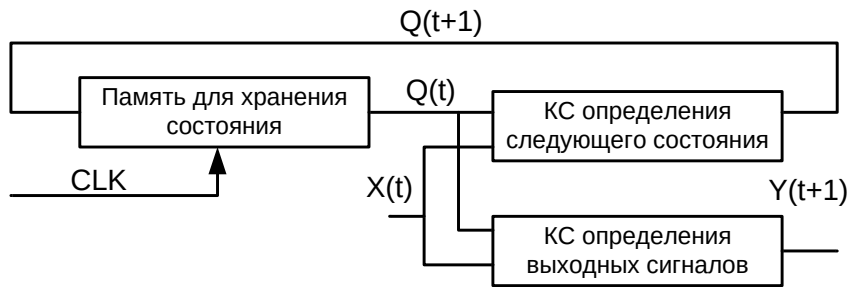 Q(t+1)
Память для хранения
состояния
Q(t)
КС определения
следующего состояния
CLK
X(t)
Y(t+1)
КС определения
выходных сигналов